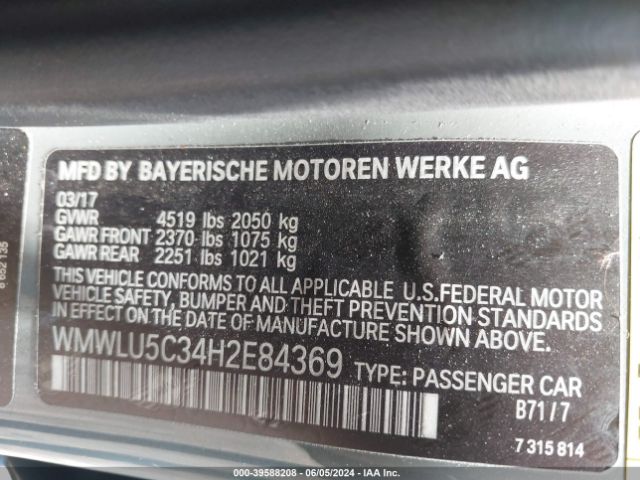 MFD BY BAYERISCHE MOTOREN WERKE AG
03/17
GVWR 4519 lbs 2050 kg
GAWR FRONT 2370 lbs 1075 kg
GAWR REAR 2251 lbs 1021 kg
THIS VEHICLE CONFORMS TO ALL APPLICABLE U.S.FEDERAL MOTOR
VEHICLE SAFETY, BUMPER AND THEFT PREVENTION STANDARDS
IN EFFECT ON THE DATE OF MANUFACTURE SHOWN ABOVE.
WMWLU5C34H2E84369 TYPE: PASSENGER CAR
B71/7
7 315 814
8 652 135
000-39588208 - 06/05/2024 - IAA Inc.